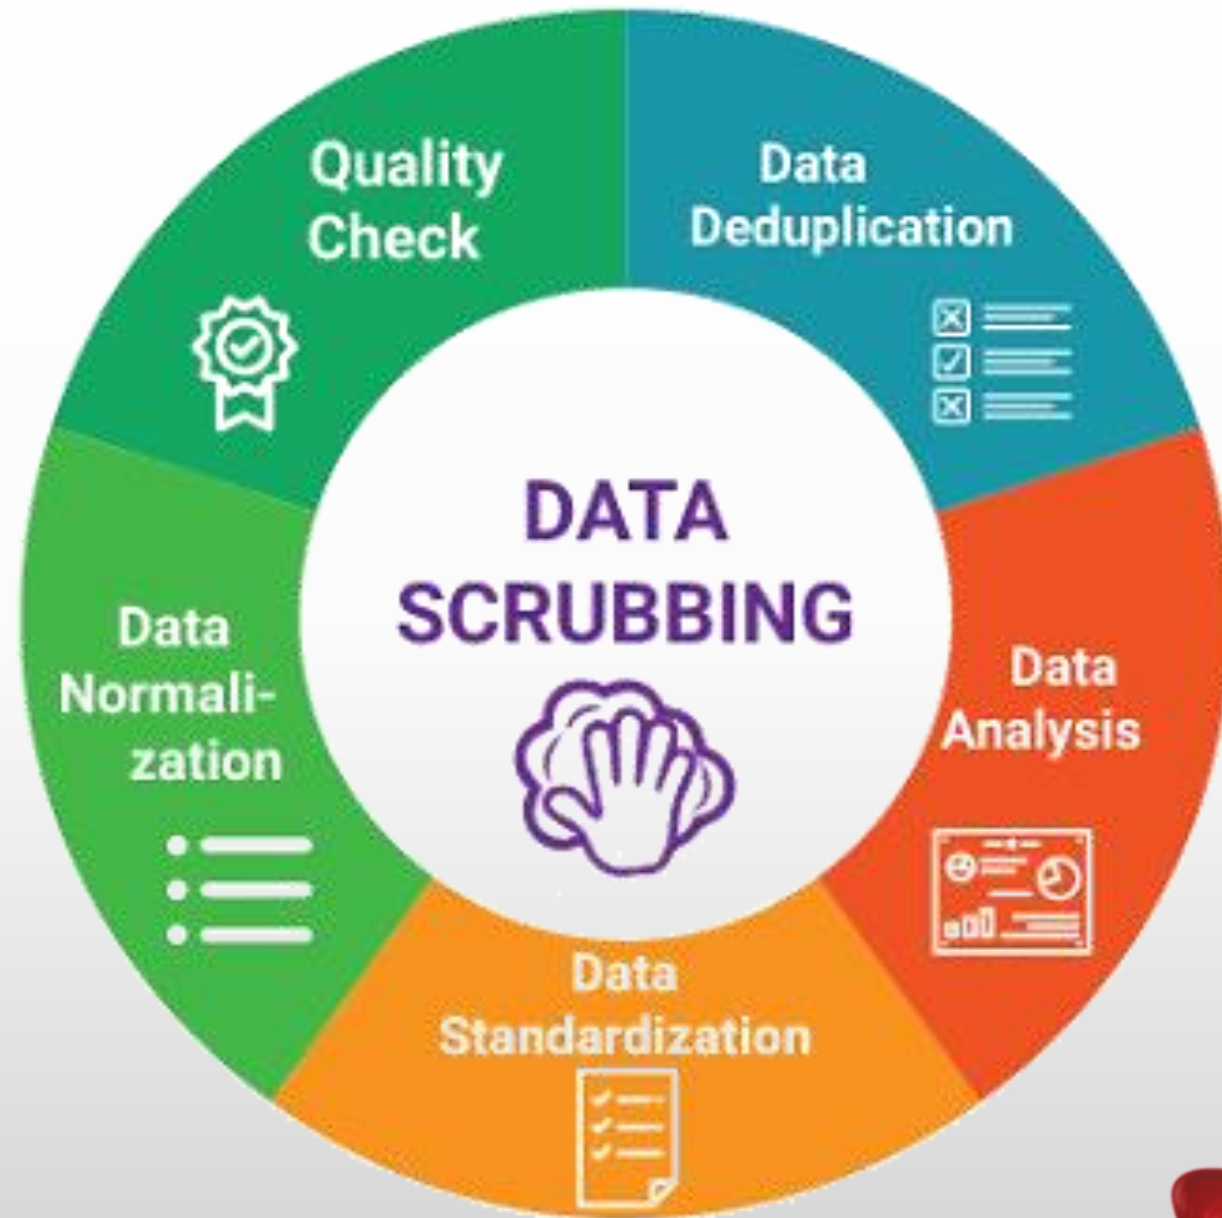 Quality
Check
Data
Deduplication
DATA
SCRUBBING
Data
Normali-
zation
Data
Analysis
Data
Standardization